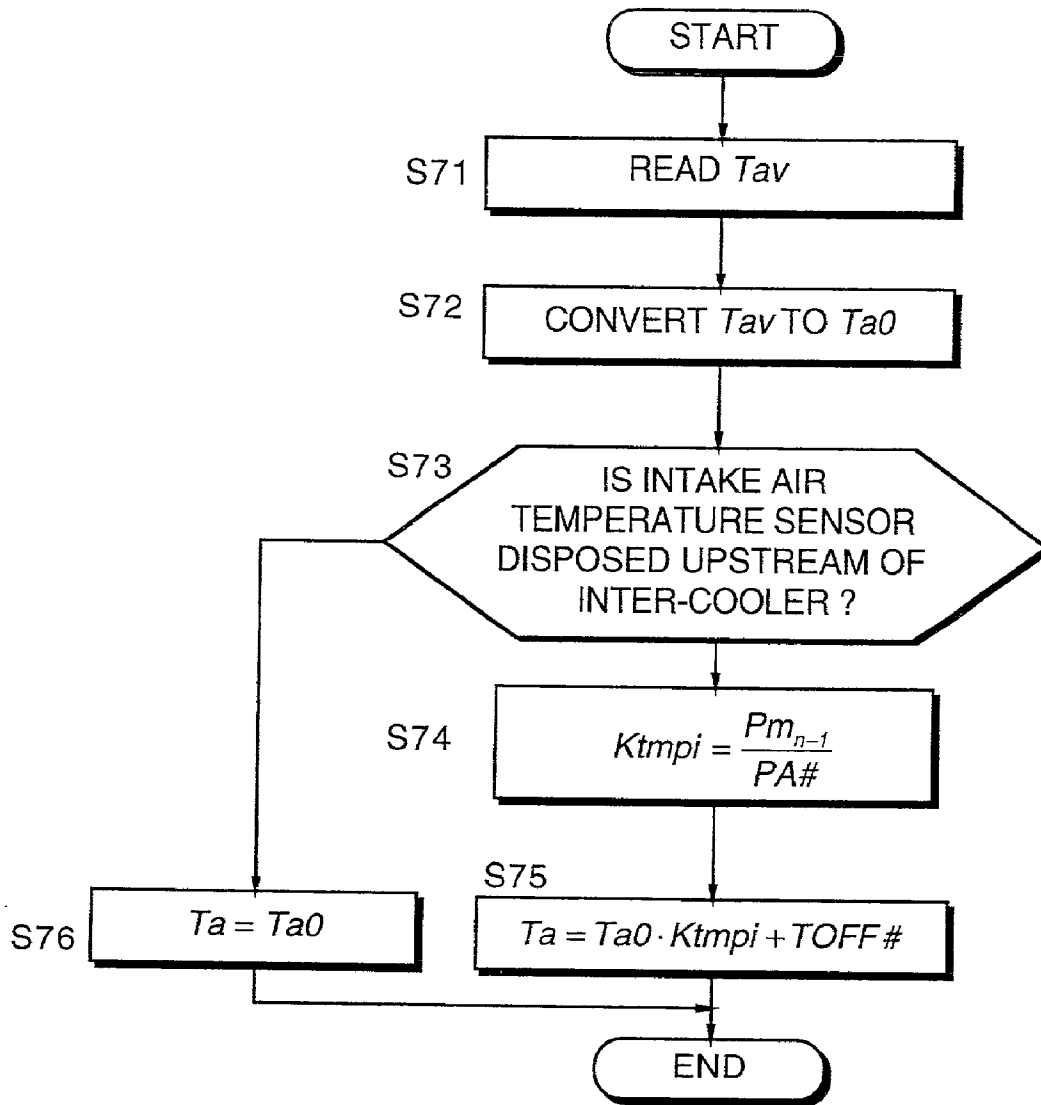 START
S71
READ Tav
S72
CONVERT Tav TO Ta0
S73
IS INTAKE AIR
TEMPERATURE SENSOR
DISPOSED UPSTREAM OF
INTER-COOLER ?
S74
Ktmpi = Pm_{n-1} / PA#
S75
Ta = Ta0 · Ktmpi + TOFF #
S76
Ta = Ta0
END